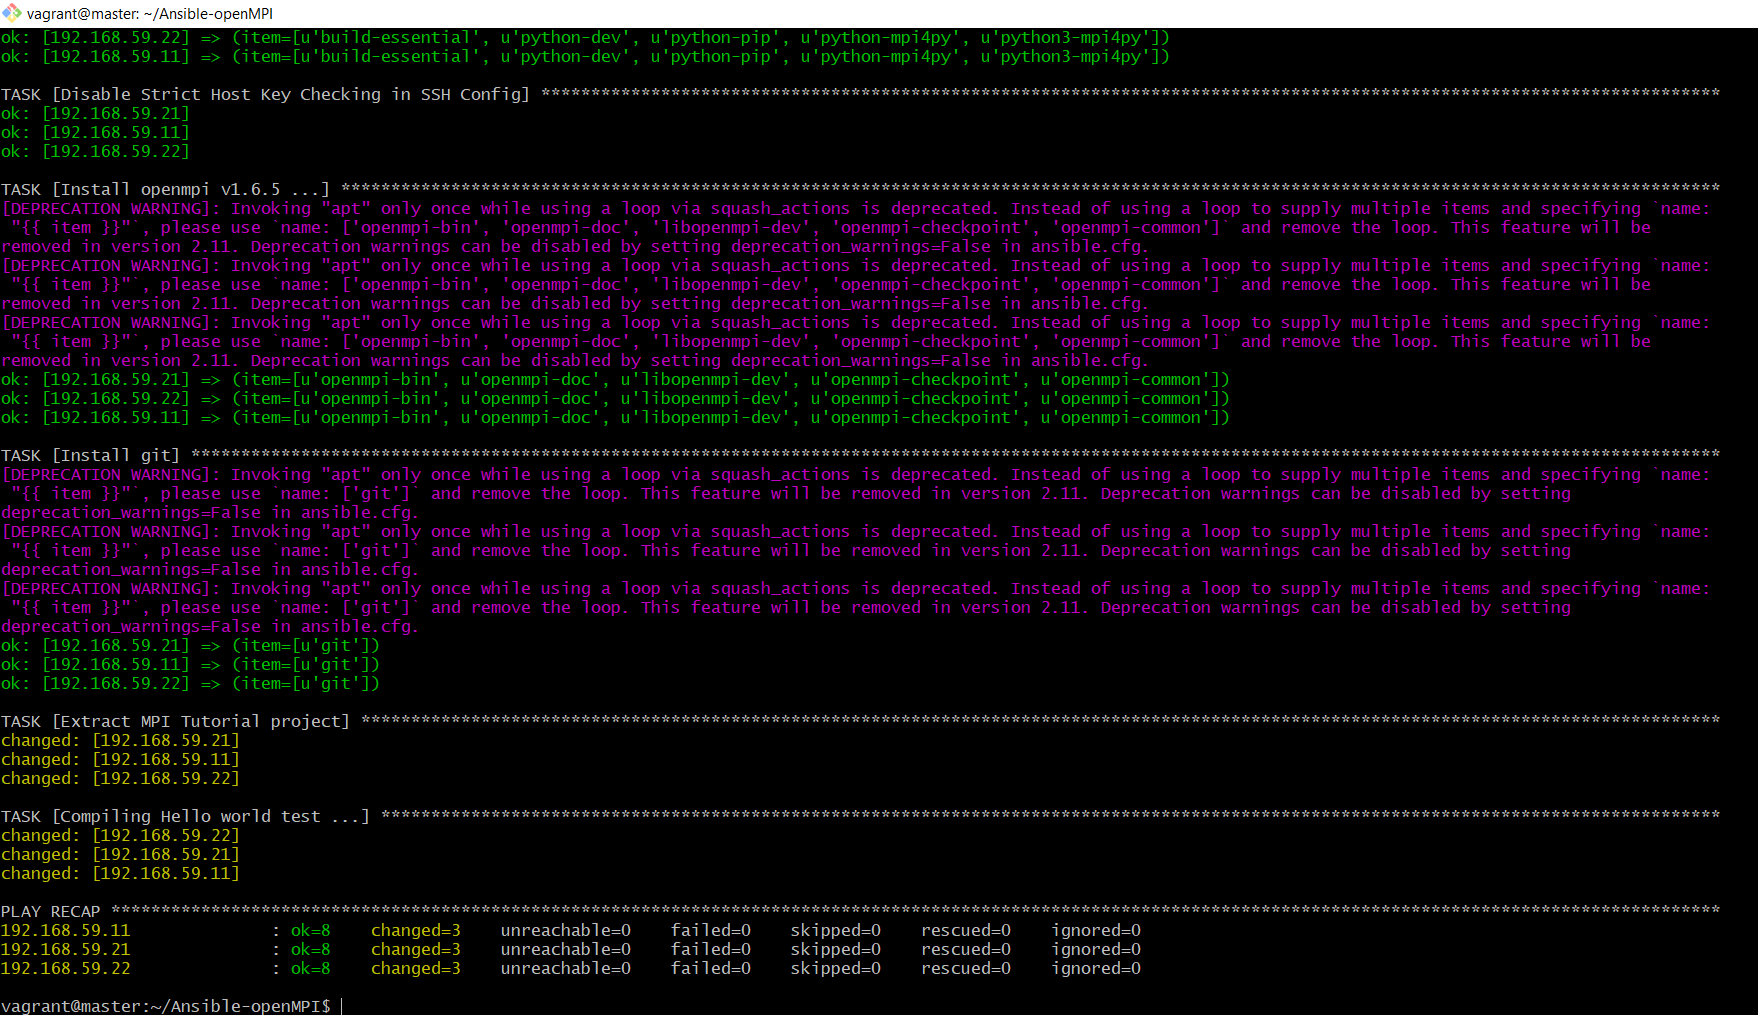 vagrant@master: ~/Ansible-openMPI
ok: [192.168.59.22] => (item=[u'build-essential', u'python-dev', u'python-pip', u'python-mpi4py', u'python3-mpi4py'])
ok: [192.168.59.11] => (item=[u'build-essential', u'python-dev', u'python-pip', u'python-mpi4py', u'python3-mpi4py'])
TASK [Disable Strict Host Key Checking in SSH Config] **********************************************************************************************************************
ok: [192.168.59.21]
ok: [192.168.59.11]
ok: [192.168.59.22]
TASK [Install openmpi v1.6.5 ...] ******************************************************************************************************************************************
[DEPRECATION WARNING]: Invoking "apt" only once while using a loop via squash_actions is deprecated. Instead of using a loop to supply multiple items and specifying `name:
 "{{ item }}"`, please use `name: ['openmpi-bin', 'openmpi-doc', 'libopenmpi-dev', 'openmpi-checkpoint', 'openmpi-common']` and remove the loop. This feature will be
removed in version 2.11. Deprecation warnings can be disabled by setting deprecation_warnings=False in ansible.cfg.
[DEPRECATION WARNING]: Invoking "apt" only once while using a loop via squash_actions is deprecated. Instead of using a loop to supply multiple items and specifying `name:
 "{{ item }}"`, please use `name: ['openmpi-bin', 'openmpi-doc', 'libopenmpi-dev', 'openmpi-checkpoint', 'openmpi-common']` and remove the loop. This feature will be
removed in version 2.11. Deprecation warnings can be disabled by setting deprecation_warnings=False in ansible.cfg.
[DEPRECATION WARNING]: Invoking "apt" only once while using a loop via squash_actions is deprecated. Instead of using a loop to supply multiple items and specifying `name:
 "{{ item }}"`, please use `name: ['openmpi-bin', 'openmpi-doc', 'libopenmpi-dev', 'openmpi-checkpoint', 'openmpi-common']` and remove the loop. This feature will be
removed in version 2.11. Deprecation warnings can be disabled by setting deprecation_warnings=False in ansible.cfg.
ok: [192.168.59.21] => (item=[u'openmpi-bin', u'openmpi-doc', u'libopenmpi-dev', u'openmpi-checkpoint', u'openmpi-common'])
ok: [192.168.59.22] => (item=[u'openmpi-bin', u'openmpi-doc', u'libopenmpi-dev', u'openmpi-checkpoint', u'openmpi-common'])
ok: [192.168.59.11] => (item=[u'openmpi-bin', u'openmpi-doc', u'libopenmpi-dev', u'openmpi-checkpoint', u'openmpi-common'])
TASK [Install git] *********************************************************************************************************************************************************
[DEPRECATION WARNING]: Invoking "apt" only once while using a loop via squash_actions is deprecated. Instead of using a loop to supply multiple items and specifying `name:
 "{{ item }}"`, please use `name: ['git']` and remove the loop. This feature will be removed in version 2.11. Deprecation warnings can be disabled by setting
deprecation_warnings=False in ansible.cfg.
[DEPRECATION WARNING]: Invoking "apt" only once while using a loop via squash_actions is deprecated. Instead of using a loop to supply multiple items and specifying `name:
 "{{ item }}"`, please use `name: ['git']` and remove the loop. This feature will be removed in version 2.11. Deprecation warnings can be disabled by setting
deprecation_warnings=False in ansible.cfg.
[DEPRECATION WARNING]: Invoking "apt" only once while using a loop via squash_actions is deprecated. Instead of using a loop to supply multiple items and specifying `name:
 "{{ item }}"`, please use `name: ['git']` and remove the loop. This feature will be removed in version 2.11. Deprecation warnings can be disabled by setting
deprecation_warnings=False in ansible.cfg.
ok: [192.168.59.21] => (item=[u'git'])
ok: [192.168.59.11] => (item=[u'git'])
ok: [192.168.59.22] => (item=[u'git'])
TASK [Extract MPI Tutorial project] ****************************************************************************************************************************************
changed: [192.168.59.21]
changed: [192.168.59.11]
changed: [192.168.59.22]
TASK [Compiling Hello world test ...] **************************************************************************************************************************************
changed: [192.168.59.22]
changed: [192.168.59.21]
changed: [192.168.59.11]
PLAY RECAP *****************************************************************************************************************************************************************
192.168.59.11              : ok=8    changed=3    unreachable=0    failed=0    skipped=0    rescued=0    ignored=0
192.168.59.21              : ok=8    changed=3    unreachable=0    failed=0    skipped=0    rescued=0    ignored=0
192.168.59.22              : ok=8    changed=3    unreachable=0    failed=0    skipped=0    rescued=0    ignored=0
vagrant@master:~/Ansible-openMPI$